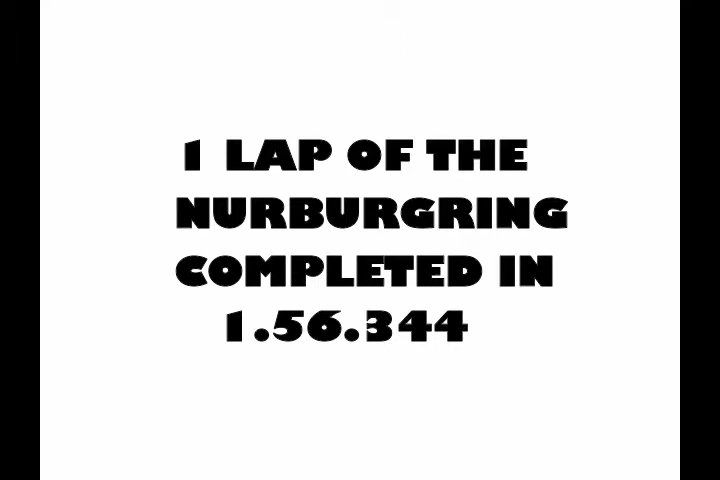 1 LAP OF THE
NURBURGRING
COMPLETED IN
1.56.344